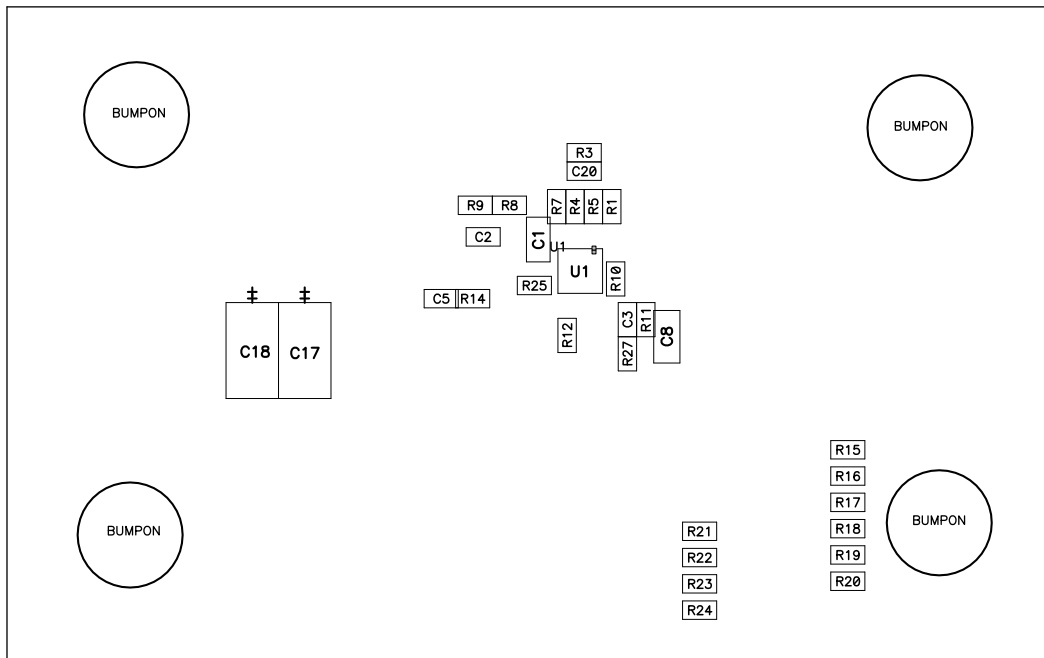 BUMPON
BUMPON
R3
C20
R9 R8 R7 R4 R5 R1
C2 C1 U1
U1
R25 R10
C5 R14
C3 R11
R12 C8
R27
C18 C17
R15
R16
R17
R18
R19
R20
BUMPON
BUMPON
R21
R22
R23
R24